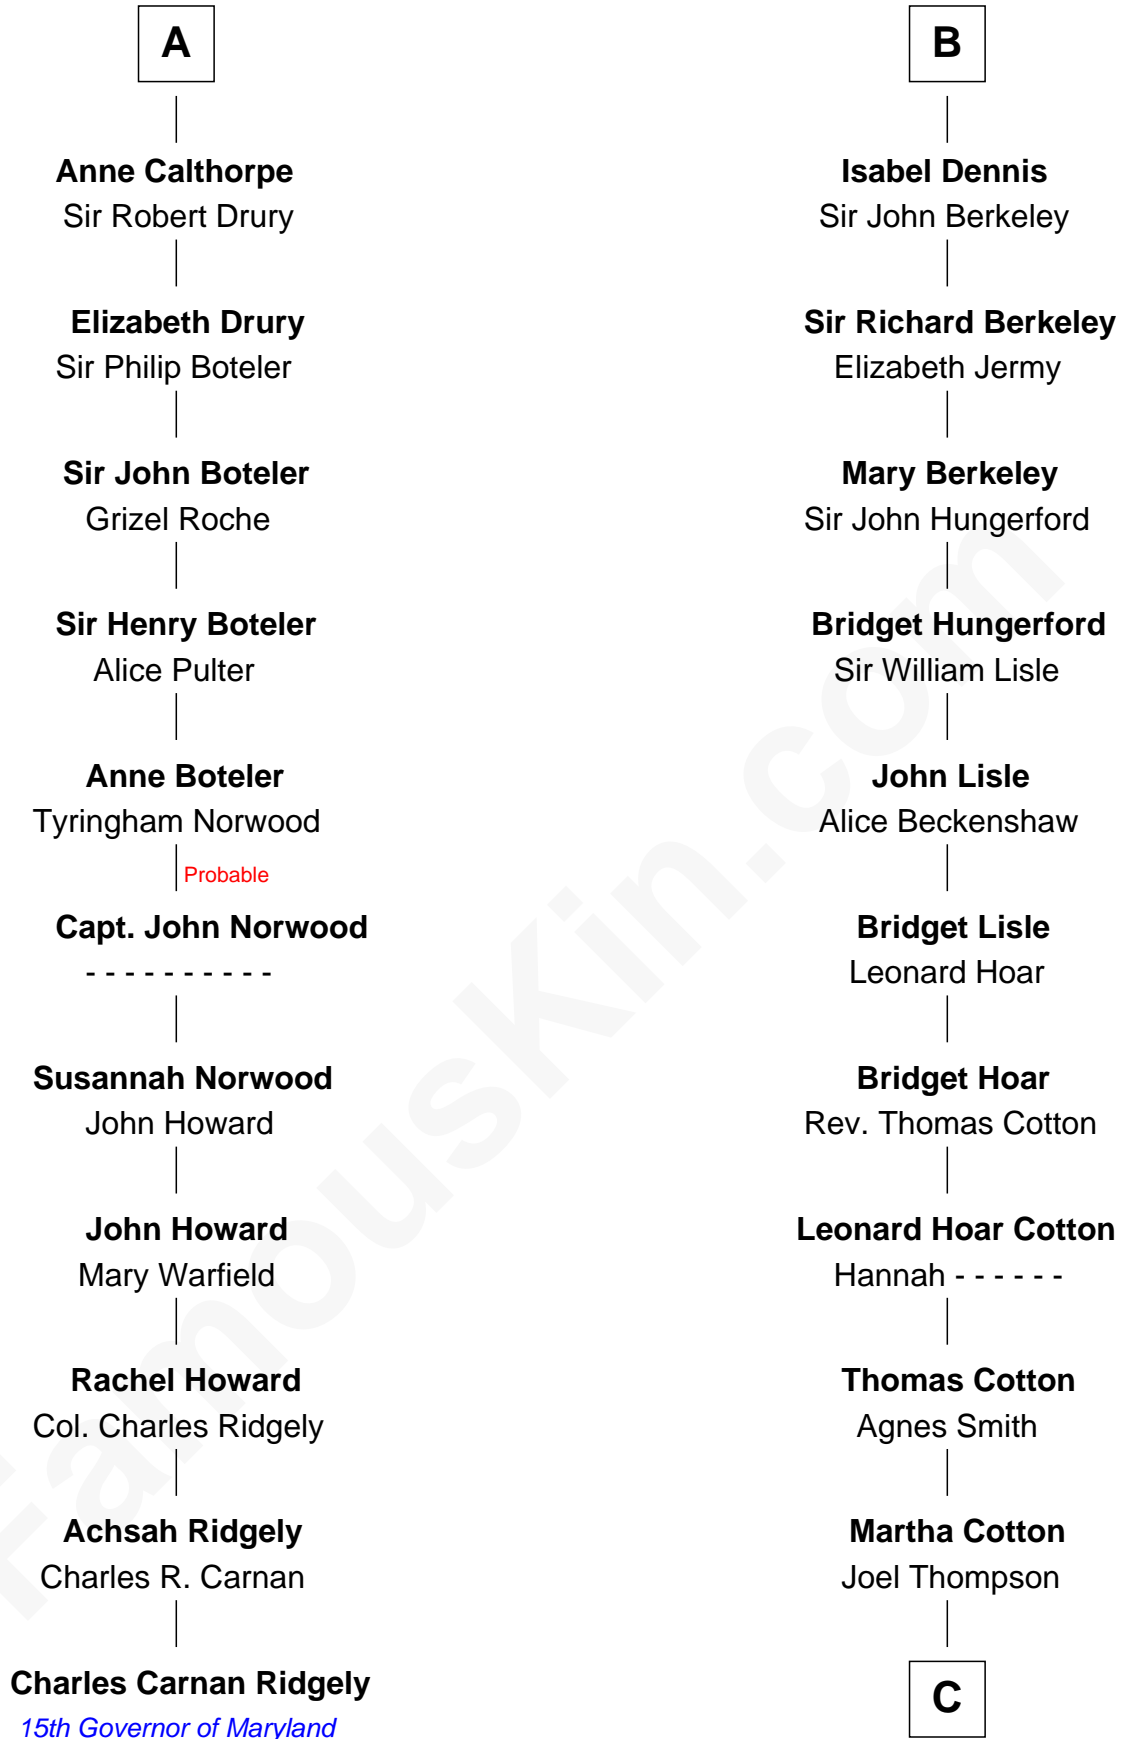 A
Anne Calthorpe
Sir Robert Drury
Elizabeth Drury
Sir Philip Boteler
Sir John Boteler
Grizel Roche
Sir Henry Boteler
Alice Pulter
Anne Boteler
Tyringham Norwood
Probable
Capt. John Norwood
- - - - - - - - - -
Susannah Norwood
John Howard
John Howard
Mary Warfield
Rachel Howard
Col. Charles Ridgely
Achsah Ridgely
Charles R. Carnan
Charles Carnan Ridgely
15th Governor of Maryland
B
Isabel Dennis
Sir John Berkeley
Sir Richard Berkeley
Elizabeth Jermy
Mary Berkeley
Sir John Hungerford
Bridget Hungerford
Sir William Lisle
John Lisle
Alice Beckenshaw
Bridget Lisle
Leonard Hoar
Bridget Hoar
Rev. Thomas Cotton
Leonard Hoar Cotton
Hannah - - - - - -
Thomas Cotton
Agnes Smith
Martha Cotton
Joel Thompson
C
FamousKin.com